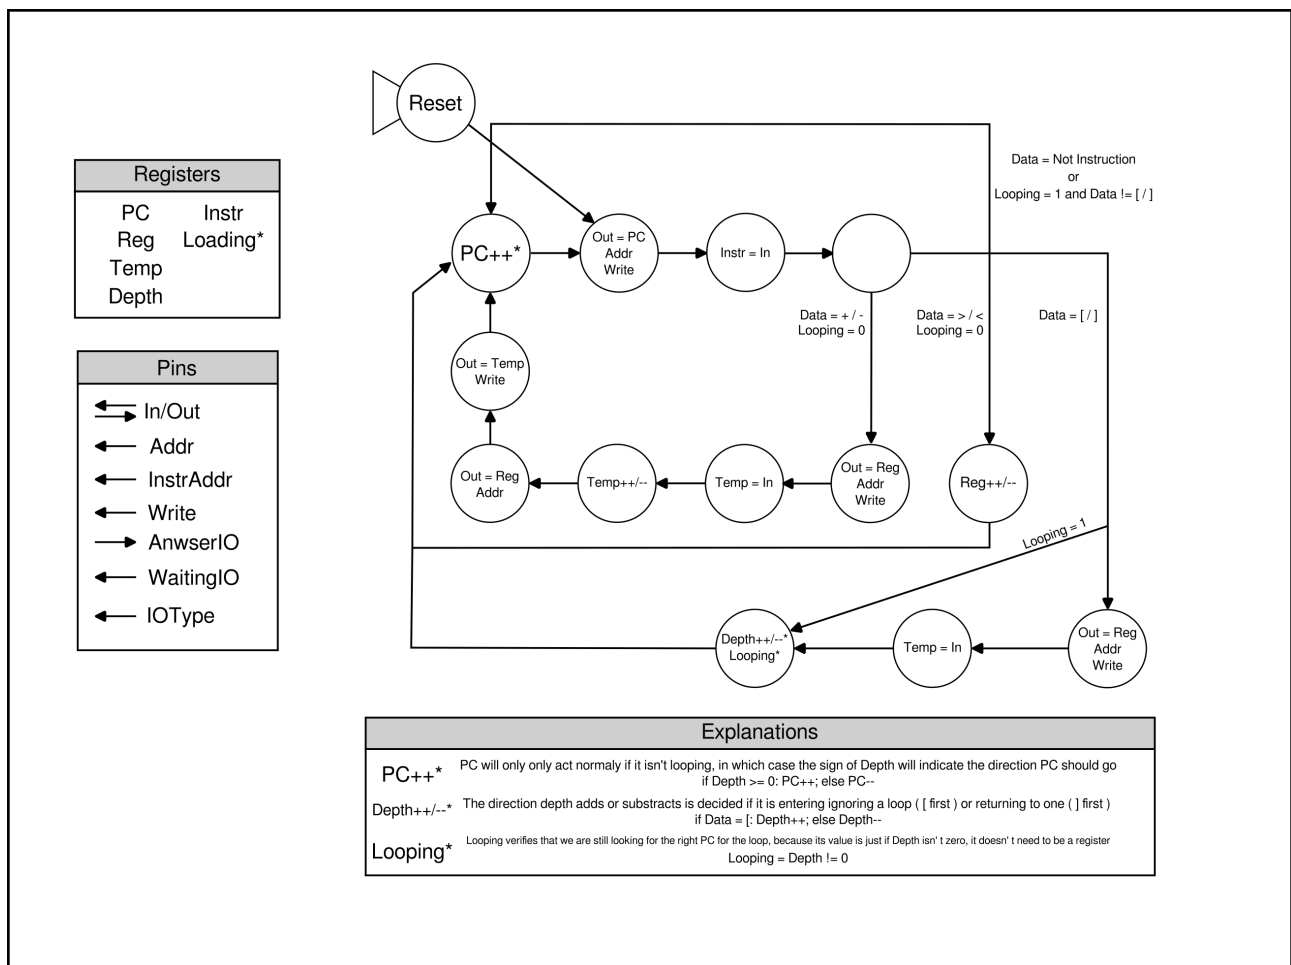 Reset
Data = Not Instruction
or
Looping = 1 and Data != [ / ]
Registers
PC Instr
Reg Loading*
Temp
Depth
PC++*
Out = PC
Addr
Write
Instr = In
Data = + / -
Looping = 0
Data = > / <
Looping = 0
Data = [ / ]
Out = Temp
Write
Out = Reg
Addr
Temp++/--
Temp = In
Out = Reg
Addr
Write
Reg++/--
Looping = 1
Pins
In/Out
Addr
InstrAddr
Write
AnwserIO
WaitingIO
IOType
Depth++/--*
Looping*
Temp = In
Out = Reg
Addr
Write
Explanations
PC++* PC will only only act normaly if it isn't looping, in which case the sign of Depth will indicate the direction PC should go
if Depth >= 0: PC++; else PC--
Depth++/--* The direction depth adds or substracts is decided if it is entering ignoring a loop ( [ first ) or returning to one ( ] first )
if Data = [: Depth++; else Depth--
Looping* Looping verifies that we are still looking for the right PC for the loop, because its value is just if Depth isn' t zero, it doesn' t need to be a register
Looping = Depth != 0